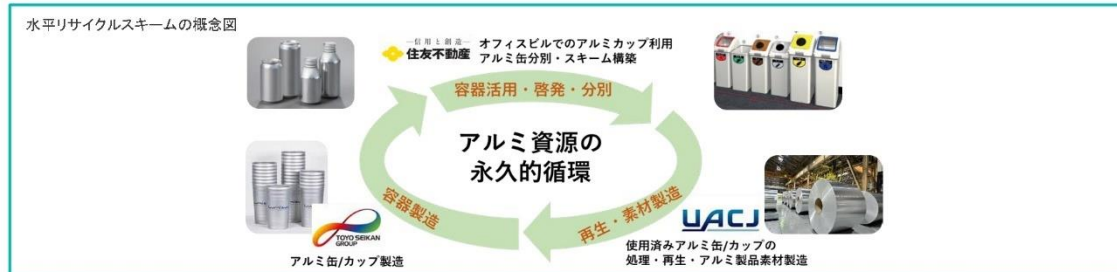 水平リサイクルスキームの概念図
―信用と創造―
住友不動産
オフィスビルでのアルミカップ利用
アルミ缶分別・スキーム構築
容器活用・啓発・分別
アルミ資源の
永久的循環
容器製造
再生・素材製造
TOYO SEIKAN
GROUP
アルミ缶/カップ製造
UACJ
使用済みアルミ缶/カップの
処理・再生・アルミ製品素材製造